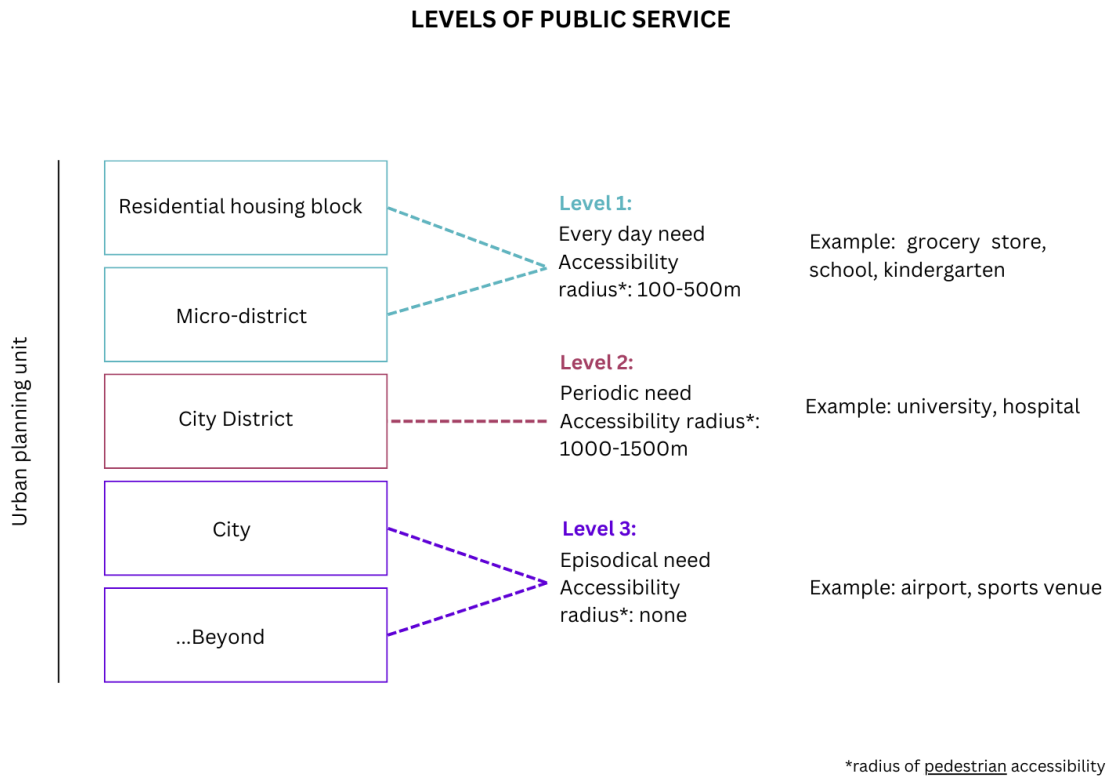 LEVELS OF PUBLIC SERVICE
Urban planning unit
Residential housing block
Micro-district
City District
City
...Beyond
Level 1:
Every day need
Accessibility
radius*: 100-500m
Example: grocery store,
school, kindergarten
Level 2:
Periodic need
Accessibility radius*:
1000-1500m
Example: university, hospital
Level 3:
Episodical need
Accessibility
radius*: none
Example: airport, sports venue
*radius of pedestrian accessibility